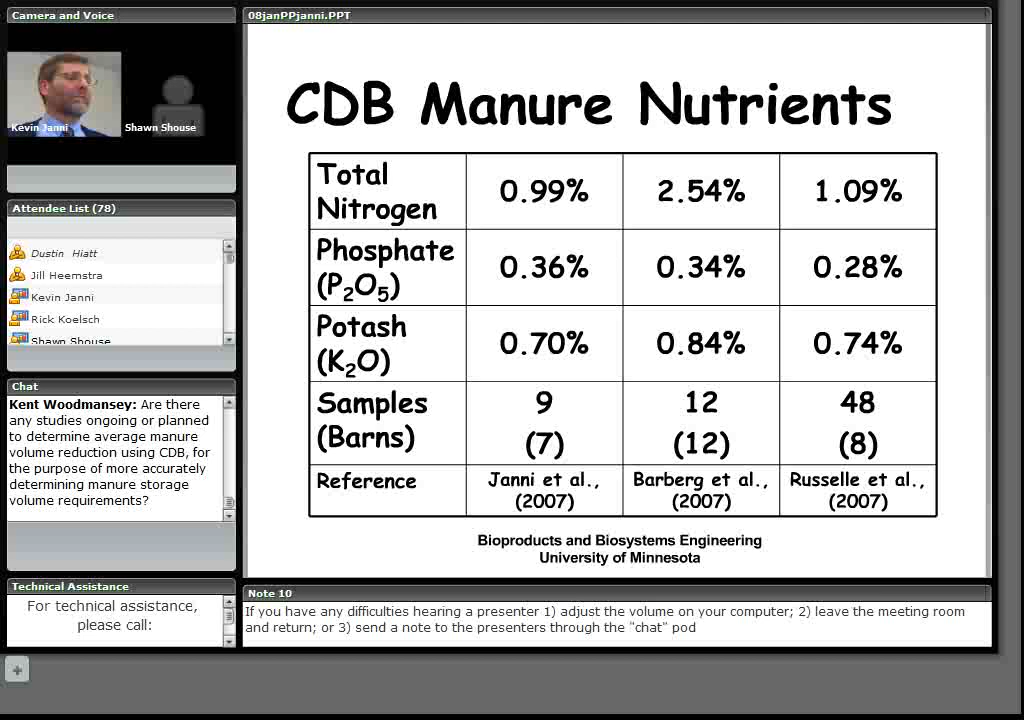 Camera and Voice
Kevin Janni
Shawn Shouse
Attendee List (78)
Dustin Hiatt
Jill Heemstra
Kevin Janni
Rick Koelsch
Shawn Shouse
Chat
Kent Woodmansey: Are there
any studies ongoing or planned
to determine average manure
volume reduction using CDB, for
the purpose of more accurately
determining manure storage
volume requirements?
Technical Assistance
For technical assistance,
please call:
08janPPjanni.PPT
CDB Manure Nutrients
Total
Nitrogen
0.99%
2.54%
1.09%
Phosphate
(P₂O₅)
0.36%
0.34%
0.28%
Potash
(K₂O)
0.70%
0.84%
0.74%
Samples
(Barns)
9
(7)
12
(12)
48
(8)
Reference
Janni et al.,
(2007)
Barberg et al.,
(2007)
Russelle et al.,
(2007)
Bioproducts and Biosystems Engineering
University of Minnesota
Note 10
If you have any difficulties hearing a presenter 1) adjust the volume on your computer; 2) leave the meeting room
and return; or 3) send a note to the presenters through the "chat" pod